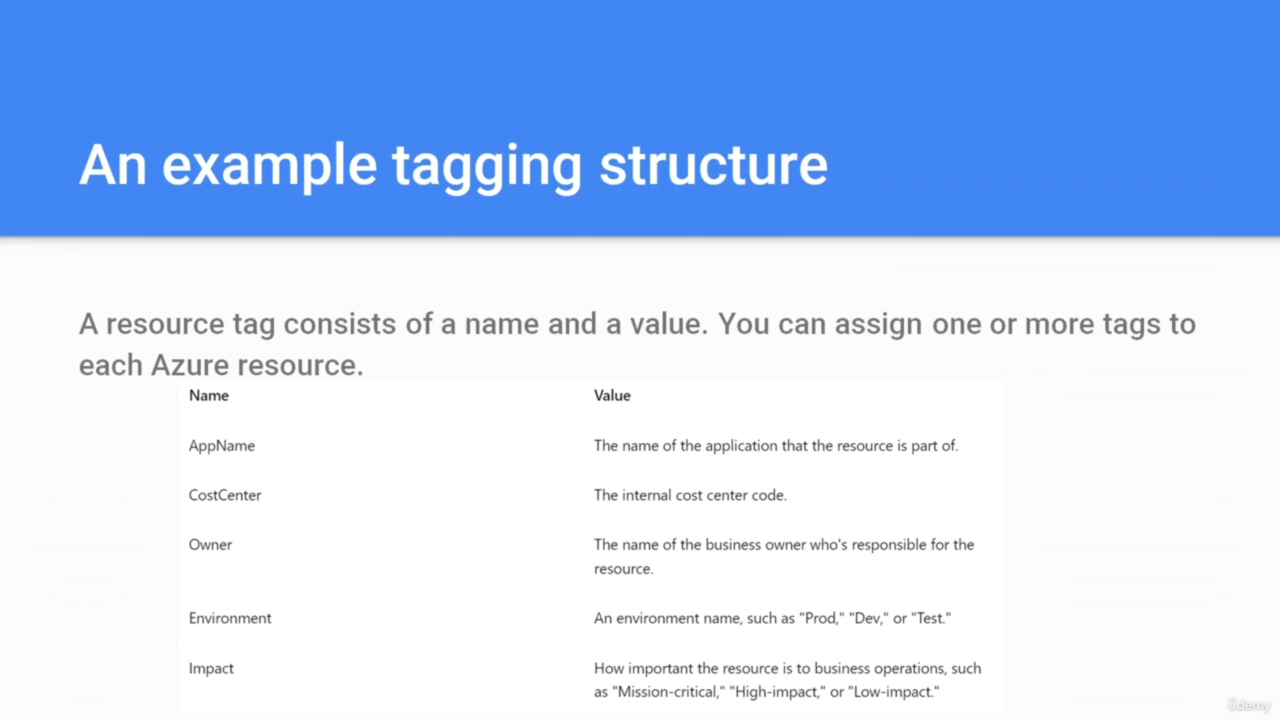 An example tagging structure
A resource tag consists of a name and a value. You can assign one or more tags to
each Azure resource.
Name Value
AppName The name of the application that the resource is part of.
CostCenter The internal cost center code.
Owner The name of the business owner who's responsible for the
resource.
Environment An environment name, such as "Prod," "Dev," or "Test."
Impact How important the resource is to business operations, such
as "Mission-critical," "High-impact," or "Low-impact."
ûdemy